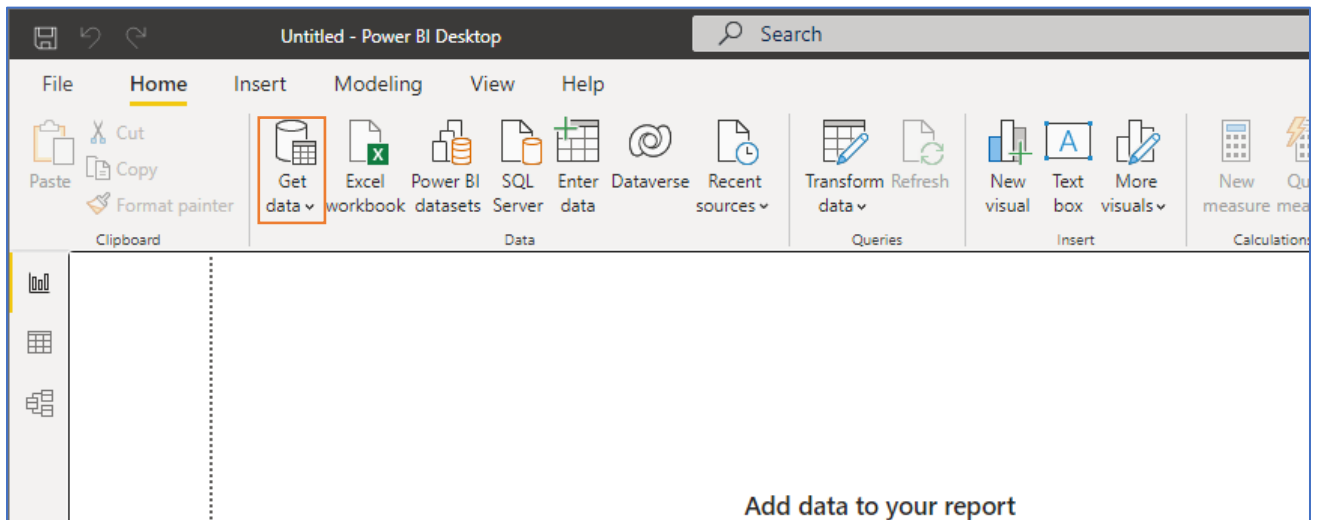 Untitled - Power BI Desktop
Search
File Home Insert Modeling View Help
Paste
Cut
Copy
Format painter
Clipboard
Get
data
Excel
workbook
Power BI
datasets
SQL
Server
Enter
data
Dataverse
Recent
sources
Data
Transform
data
Refresh
Queries
New
visual
Text
box
A
More
visuals
Insert
New
measure
Qu
mea
Calculations
Add data to your report